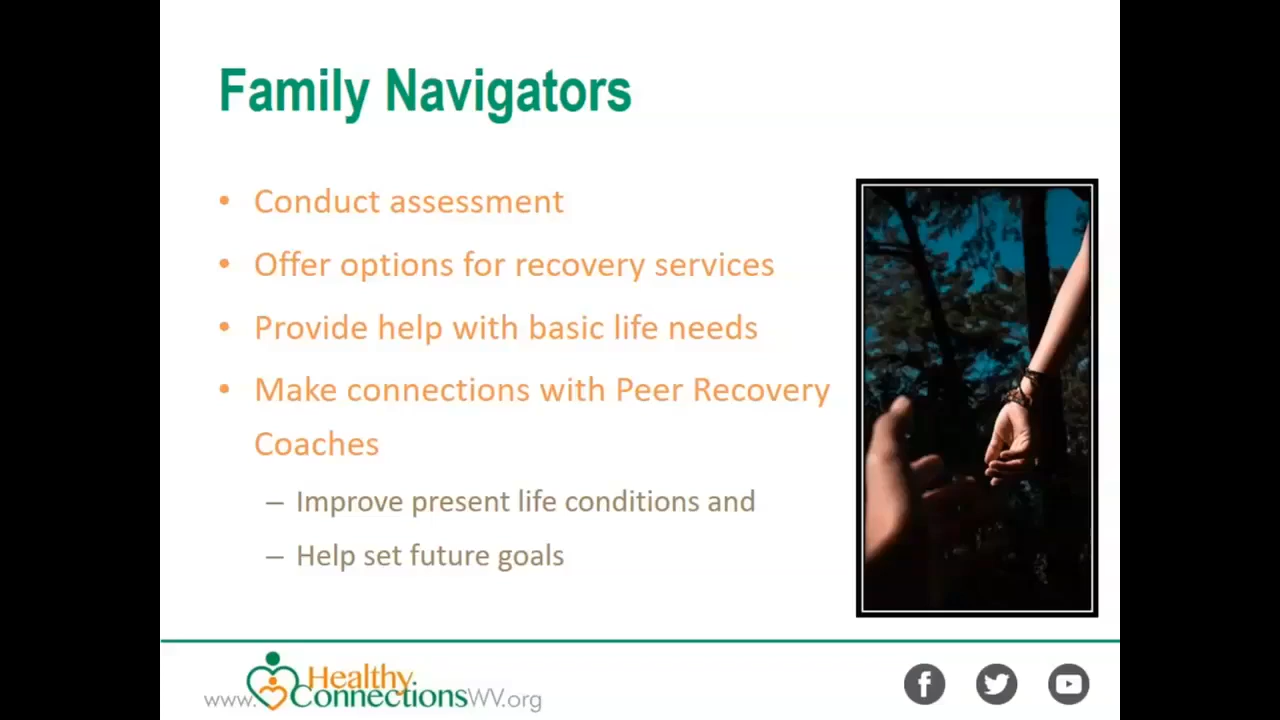 Family Navigators
• Conduct assessment
• Offer options for recovery services
• Provide help with basic life needs
• Make connections with Peer Recovery
Coaches
– Improve present life conditions and
– Help set future goals
www.HealthyConnectionsWV.org